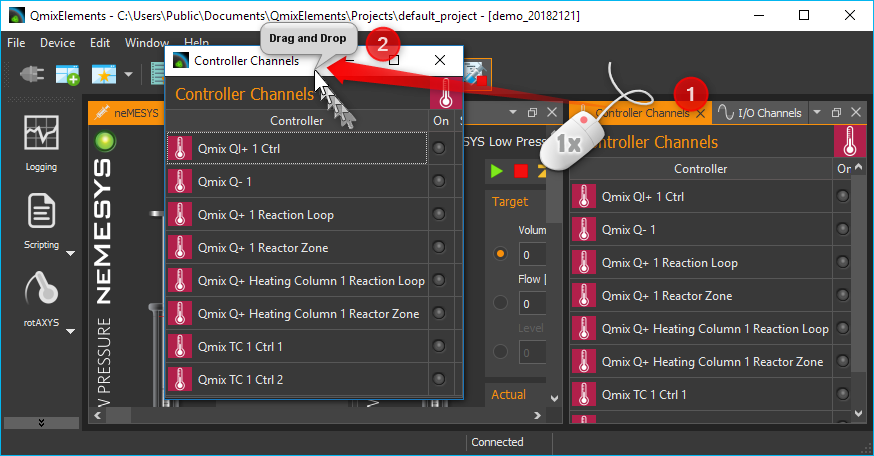 QmixElements - C:\Users\Public\Documents\QmixElements\Projects\default_project - [demo_20182121]
File Device Edit Window Help
Drag and Drop
2
1
1x
Controller Channels
Controller Channels
Controller On
Qmix QI+ 1 Ctrl
Qmix Q- 1
Qmix Q+ 1 Reaction Loop
Qmix Q+ 1 Reactor Zone
Qmix Q+ Heating Column 1 Reaction Loop
Qmix Q+ Heating Column 1 Reactor Zone
Qmix TC 1 Ctrl 1
Qmix TC 1 Ctrl 2
Logging
Scripting
rotAXYS
neMESYS
W PRESSURE neMESYS
SYS Low Press
Target
Volum
0
Flow [
0
Level
0
Actual
Controller Channels
I/O Channels
Controller Channels
Controller On
Qmix QI+ 1 Ctrl
Qmix Q- 1
Qmix Q+ 1 Reaction Loop
Qmix Q+ 1 Reactor Zone
Qmix Q+ Heating Column 1 Reaction Loop
Qmix Q+ Heating Column 1 Reactor Zone
Qmix TC 1 Ctrl 1
Connected